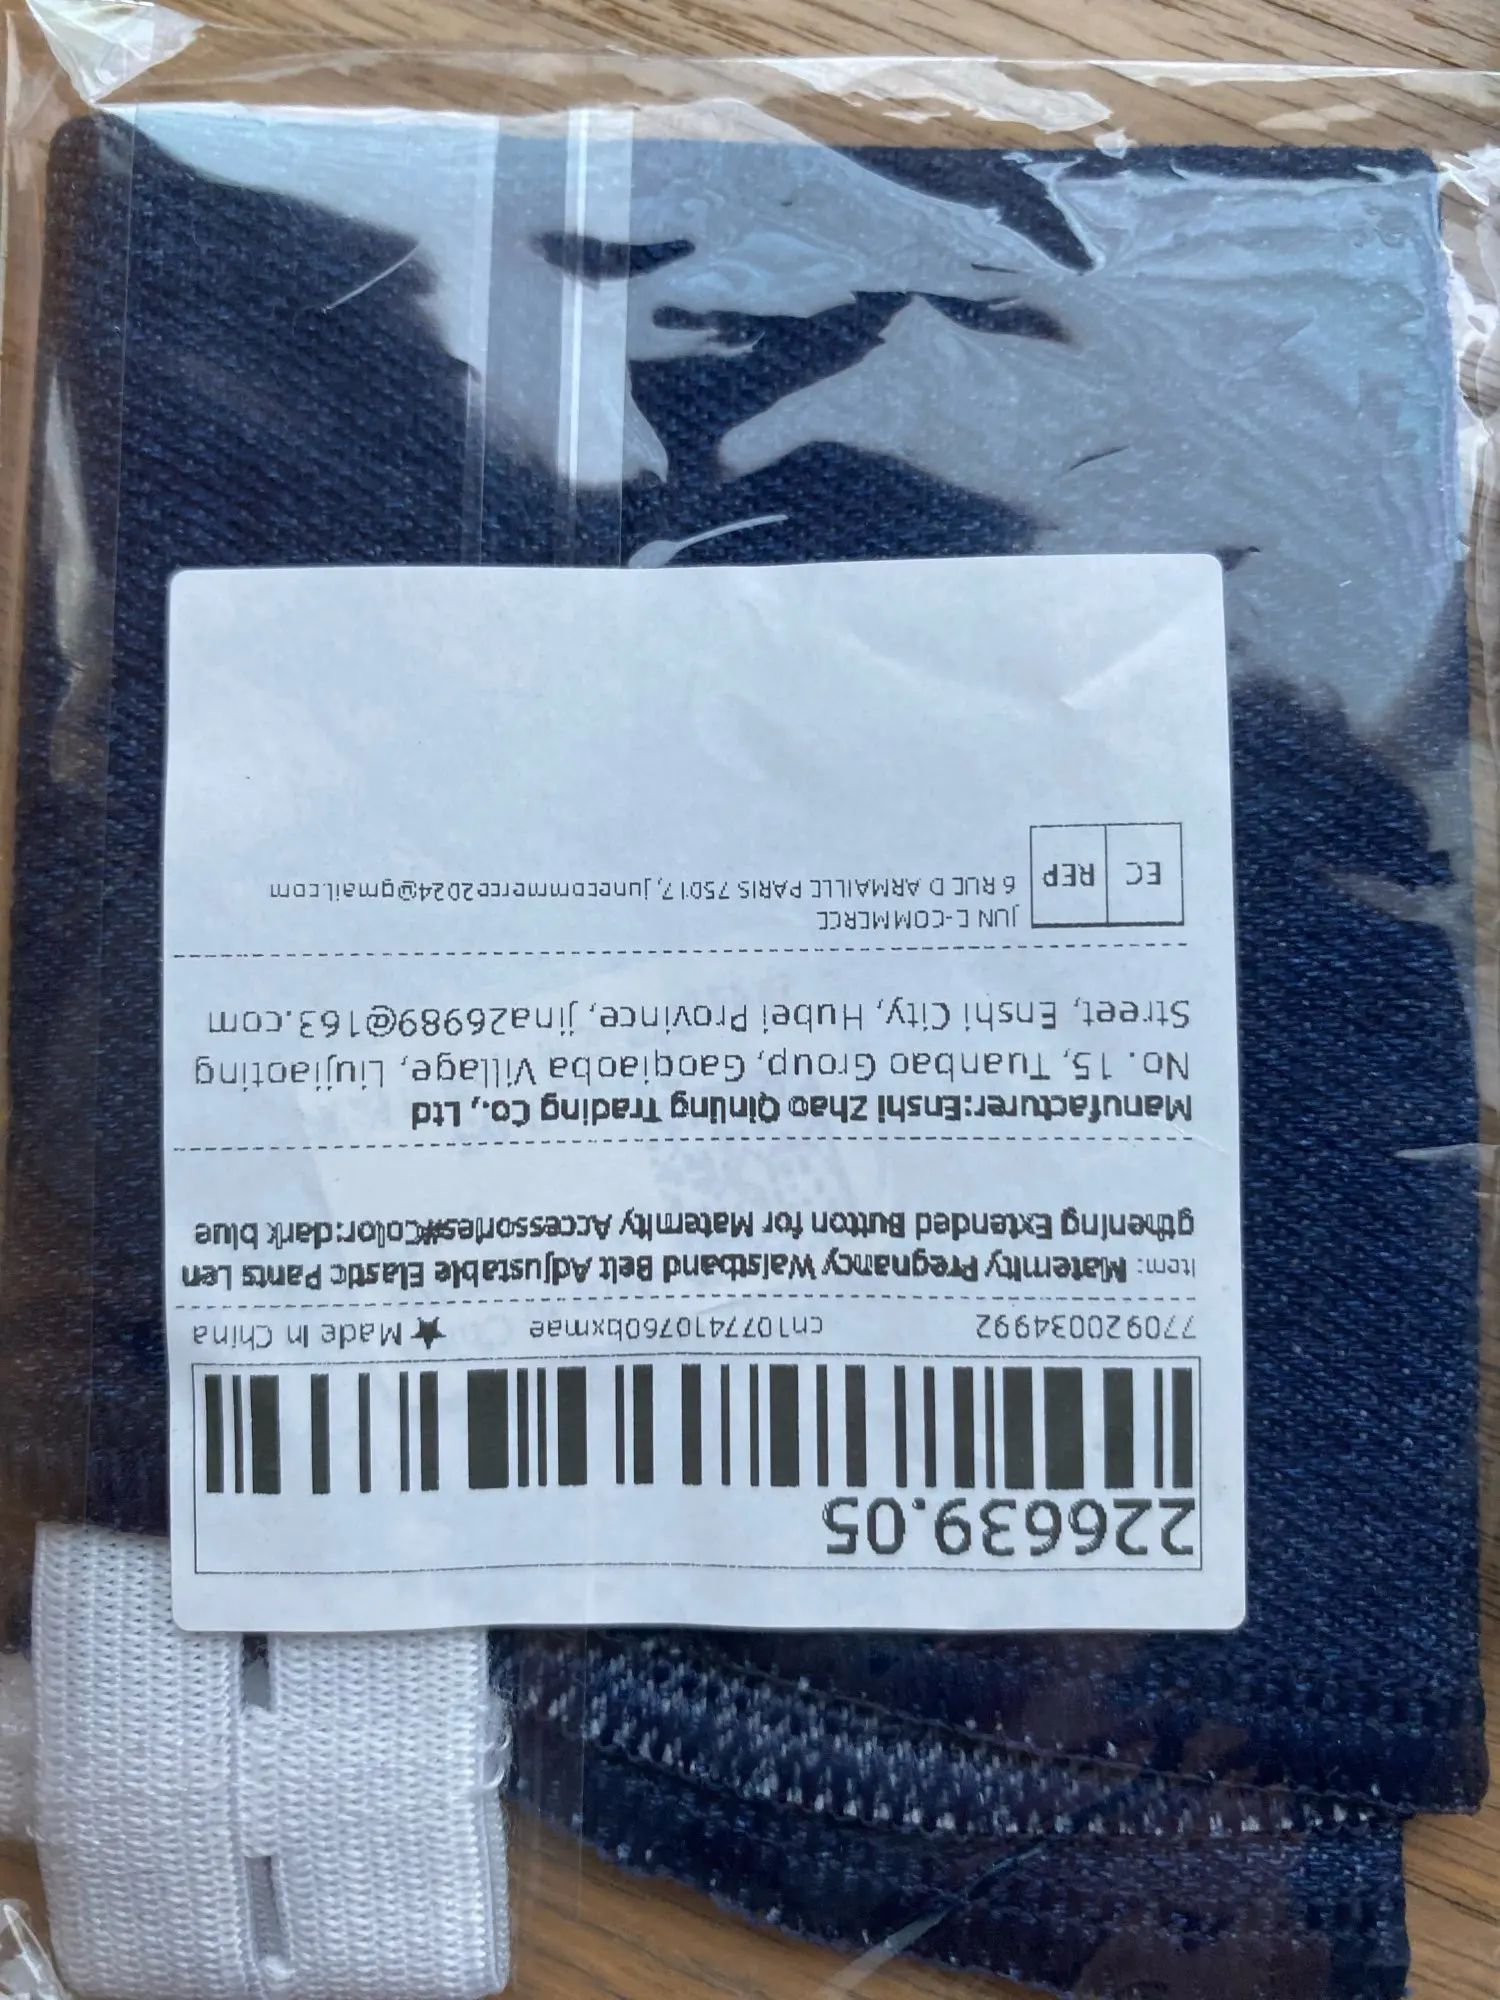 226639.05
77092003​4992 cn1077410760bxmae ★Made In China
Item: Maternity Pregnancy Waistband Belt Adjustable Elastic Pants Len
gthening Extended Button for Maternity Accessories#Color:dark blue
Manufacturer:Enshi Zhao Qinling Trading Co., Ltd
No. 15, Tuanbao Group, Gaoqiaoba Village, Liujiaoting
Street, Enshi City, Hubei Province, jina26989@163.com
EC REP
JUN E-COMMERCE
6 RUE D ARMAILLE PARIS 75017, junecommerce2024@gmail.com